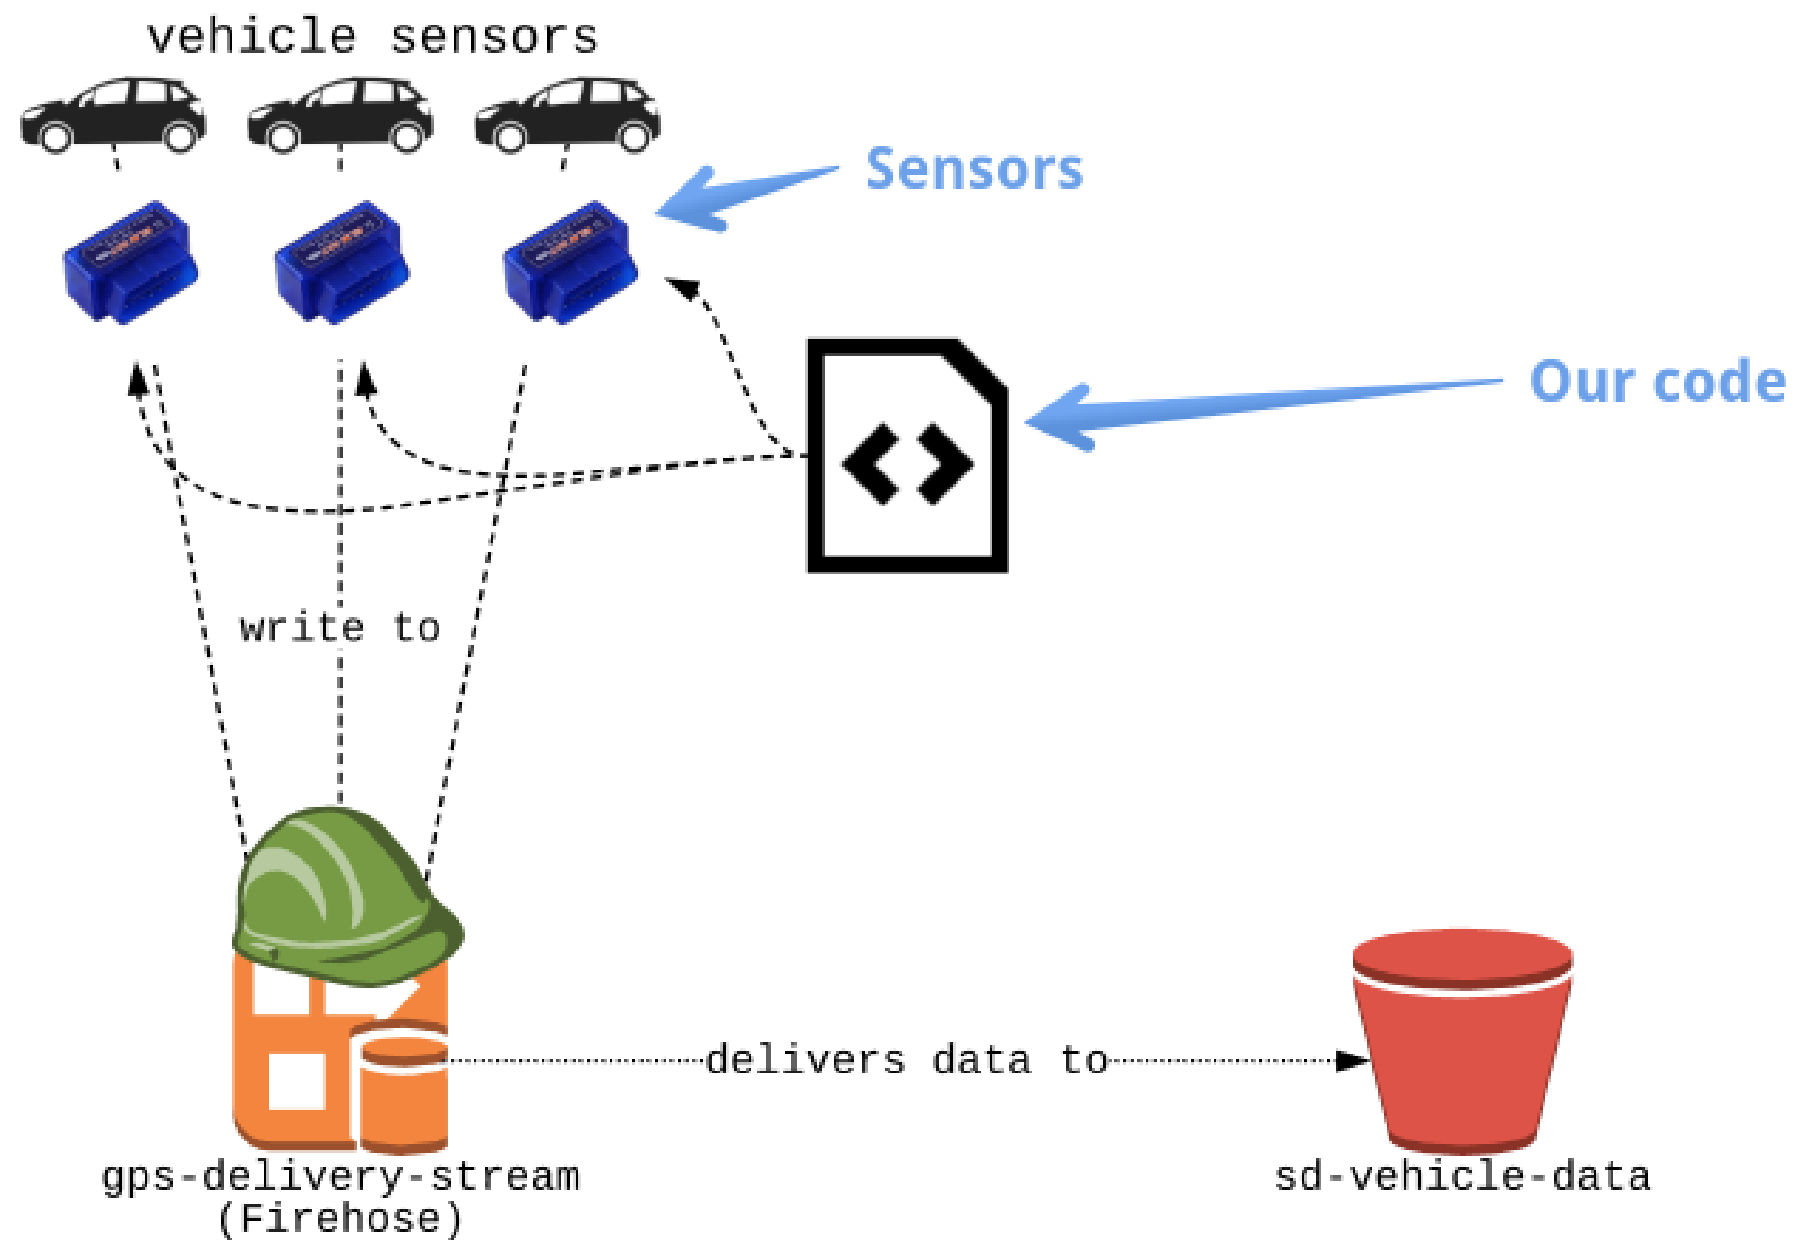 vehicle sensors
Sensors
Our code
write to
delivers data to
gps-delivery-stream
(Firehose)
sd-vehicle-data